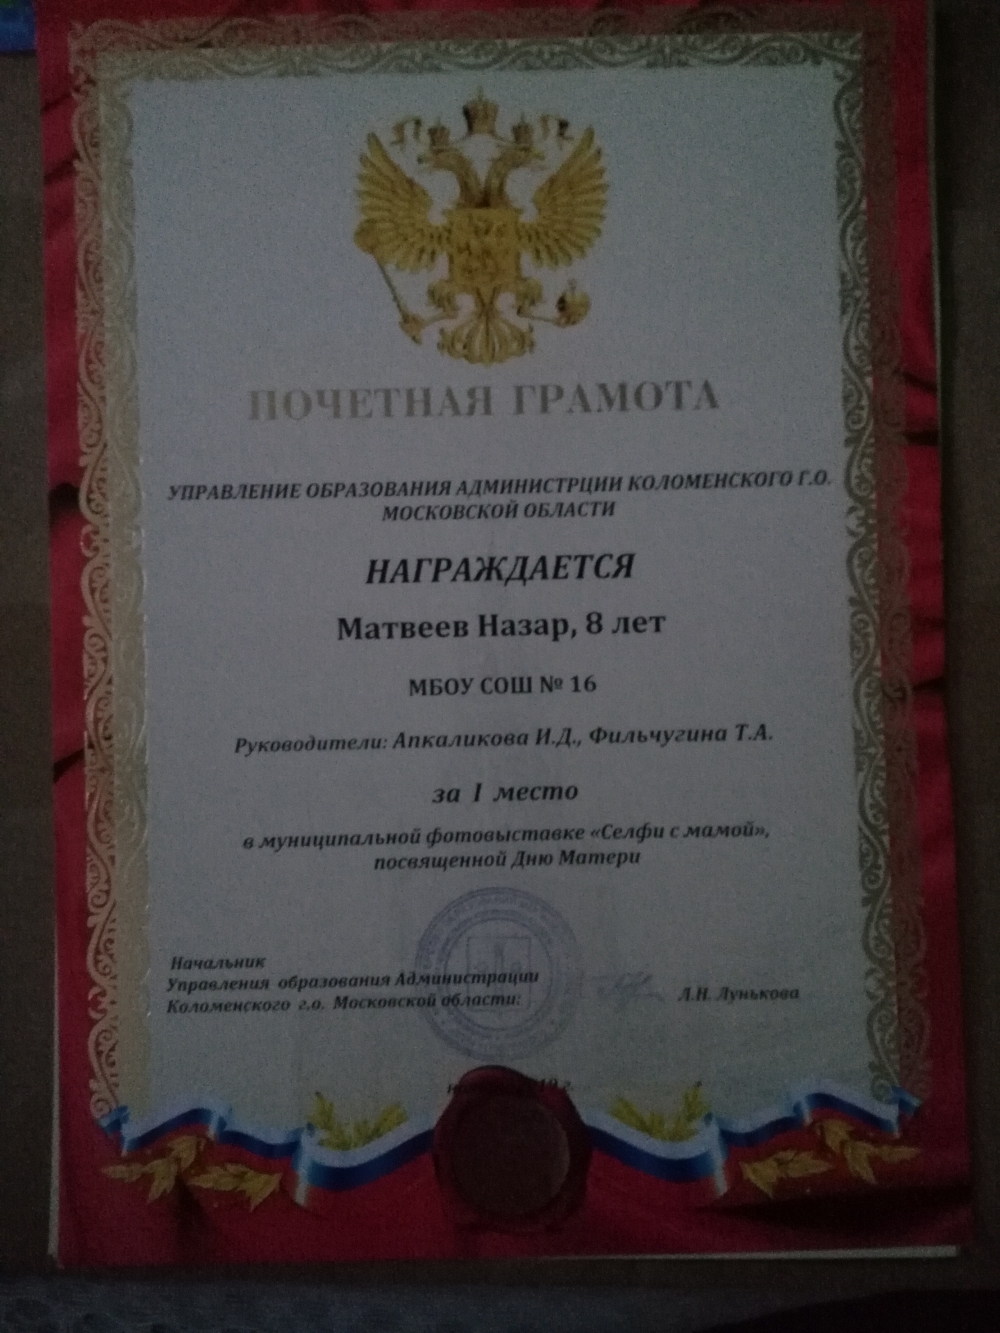 ПОЧЕТНАЯ ГРАМОТА
УПРАВЛЕНИЕ ОБРАЗОВАНИЯ АДМИНИСТРЦИИ КОЛОМЕНСКОГО Г.О.
МОСКОВСКОЙ ОБЛАСТИ
НАГРАЖДАЕТСЯ
Матвеев Назар, 8 лет
МБОУ СОШ № 16
Руководители: Апкаликова И.Д., Фильчугина Т.А.
за I место
в муниципальной фотовыставке «Селфи с мамой»,
посвященной Дню Матери
Начальник
Управления образования Администрации
Коломенского г.о. Московской области:
Л.Н. Лунькова